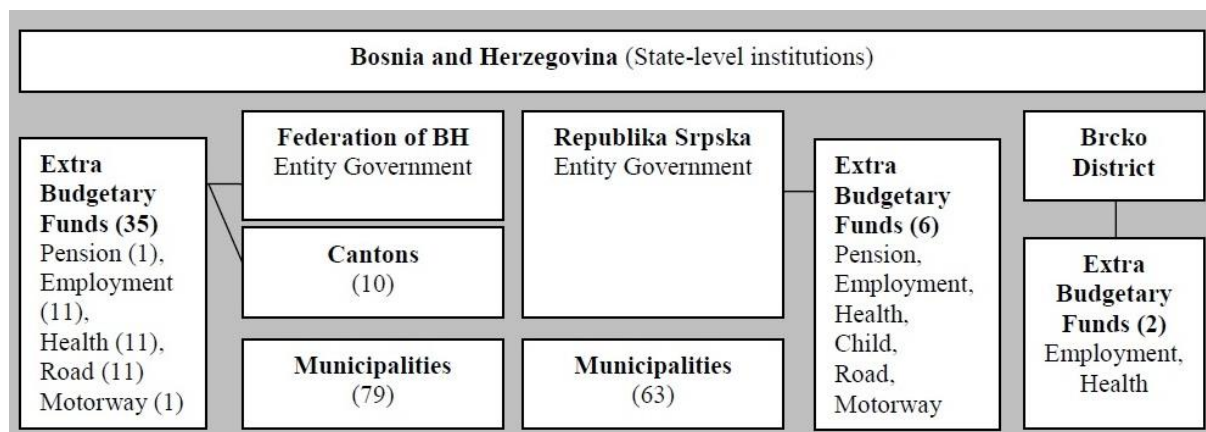 Bosnia and Herzegovina (State-level institutions)
Extra
Budgetary
Funds (35)
Pension (1),
Employment
(11),
Health (11),
Road (11)
Motorway (1)
Federation of BH
Entity Government
Cantons
(10)
Municipalities
(79)
Republika Srpska
Entity Government
Municipalities
(63)
Extra
Budgetary
Funds (6)
Pension,
Employment,
Health,
Child,
Road,
Motorway
Brcko
District
Extra
Budgetary
Funds (2)
Employment,
Health